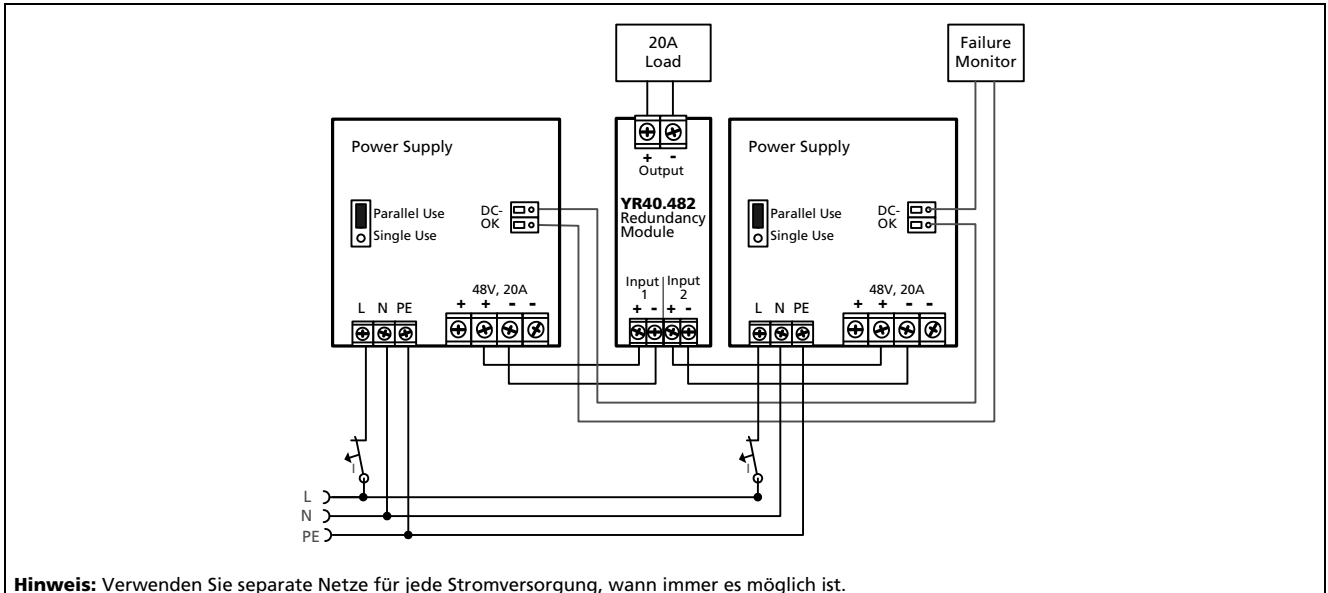 20A
Load
Failure
Monitor
Power Supply
Parallel Use
Single Use
DC-
OK
48V, 20A
+ + - -
L N PE
+ -
Output
YR40.482
Redundancy
Module
Input Input
1 2
+ - + -
Power Supply
Parallel Use
Single Use
DC-
OK
48V, 20A
+ + - -
L N PE
I
I
L
N
PE
Hinweis: Verwenden Sie separate Netze für jede Stromversorgung, wann immer es möglich ist.